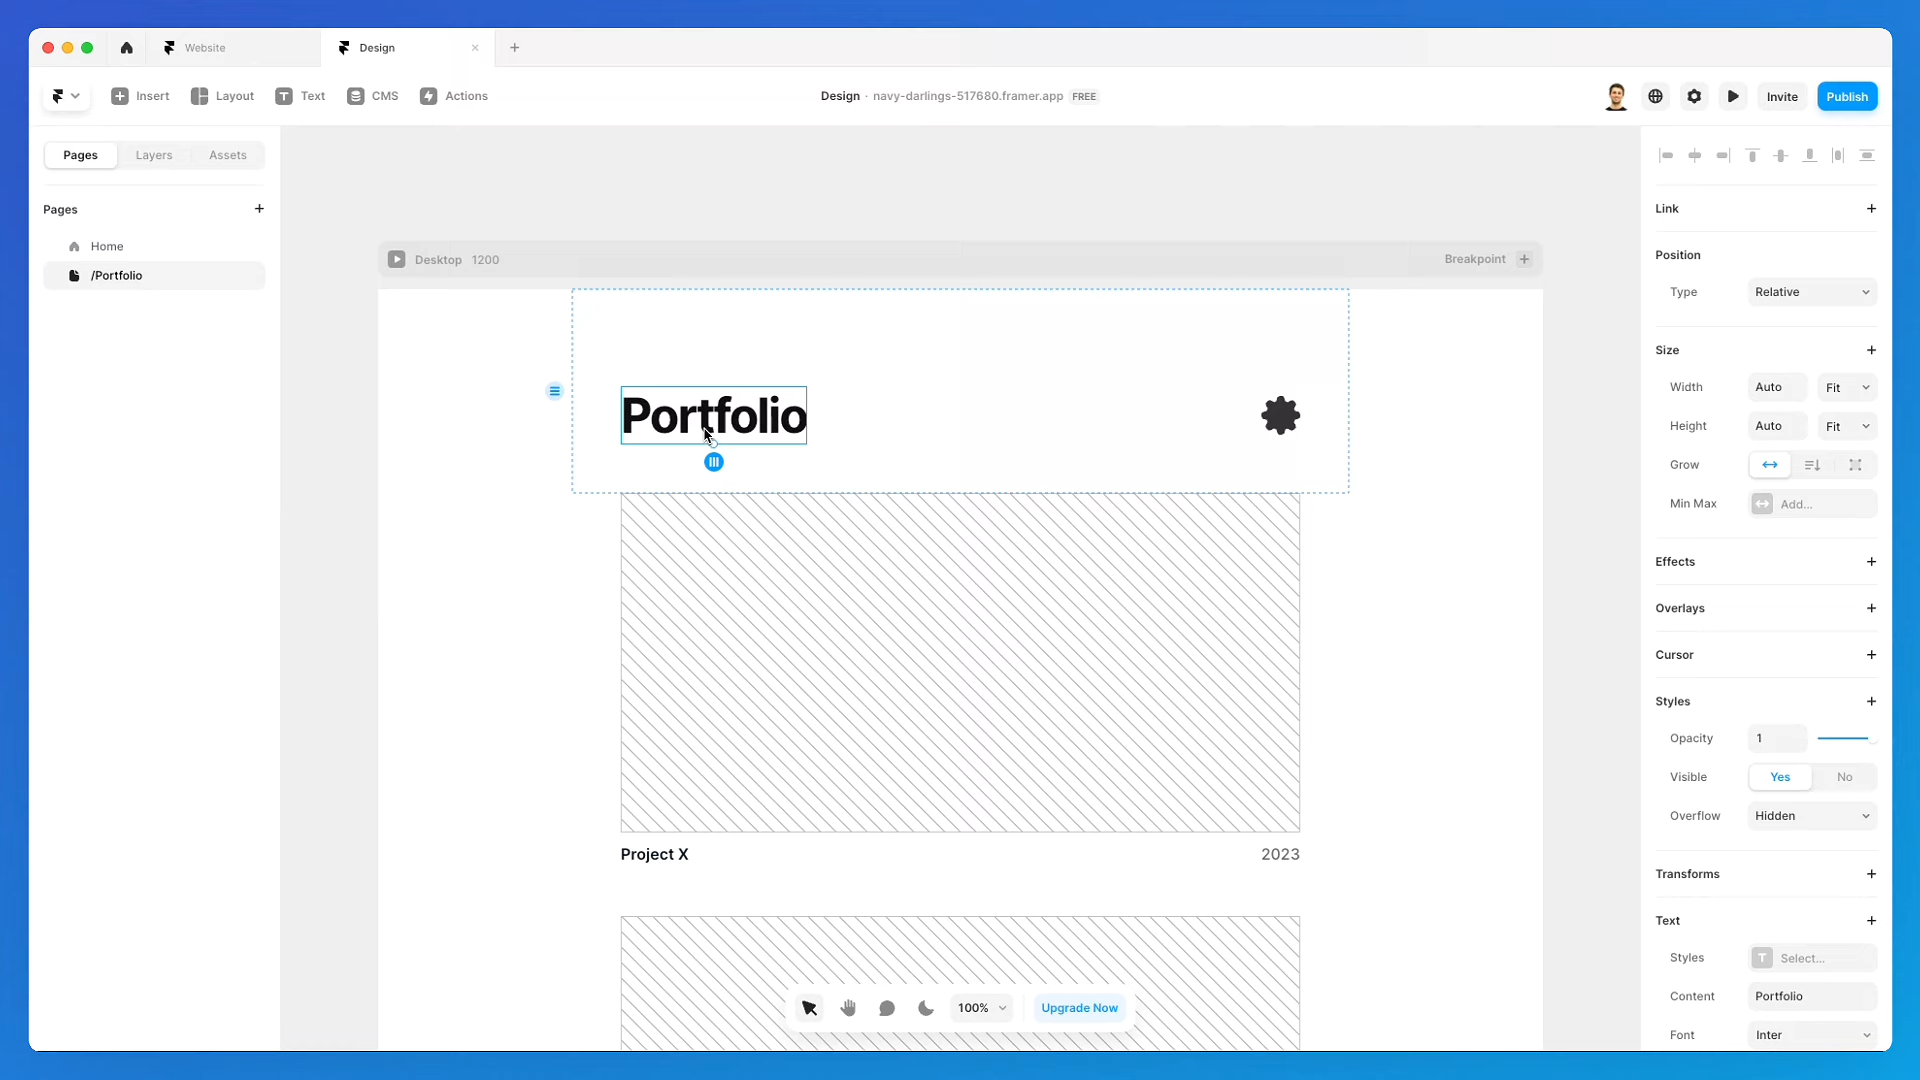 Website
Design
Insert
Layout
Text
CMS
Actions
Design · navy-darlings-517680.framer.app FREE
Invite
Publish
Pages
Layers
Assets
Pages
Home
/Portfolio
Desktop 1200
Breakpoint
Portfolio
Project X
2023
100%
Upgrade Now
Link
Position
Type Relative
Size
Width Auto Fit
Height Auto Fit
Grow
Min Max Add...
Effects
Overlays
Cursor
Styles
Opacity 1
Visible Yes No
Overflow Hidden
Transforms
Text
Styles T Select...
Content Portfolio
Font Inter